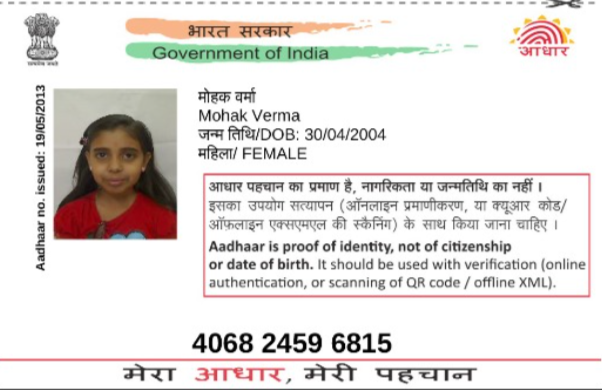 भारत सरकार
Government of India
आधार
सत्यमेव जयते
Aadhaar no. issued: 19/05/2013
मोहक वर्मा
Mohak Verma
जन्म तिथि/DOB: 30/04/2004
महिला/ FEMALE
आधार पहचान का प्रमाण है, नागरिकता या जन्मतिथि का नहीं ।
इसका उपयोग सत्यापन (ऑनलाइन प्रमाणीकरण, या क्यूआर कोड/
ऑफ़लाइन एक्सएमएल की स्कैनिंग) के साथ किया जाना चाहिए ।
Aadhaar is proof of identity, not of citizenship
or date of birth. It should be used with verification (online
authentication, or scanning of QR code / offline XML).
4068 2459 6815
मेरा आधार, मेरी पहचान